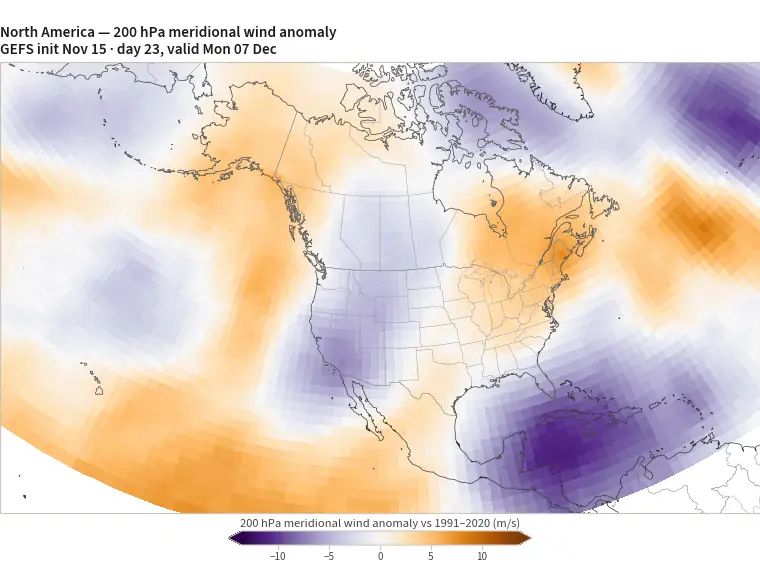 North America — 200 hPa meridional wind anomaly
GEFS init Nov 15 · day 23, valid Mon 07 Dec
200 hPa meridional wind anomaly vs 1991–2020 (m/s)
−10 −5 0 5 10